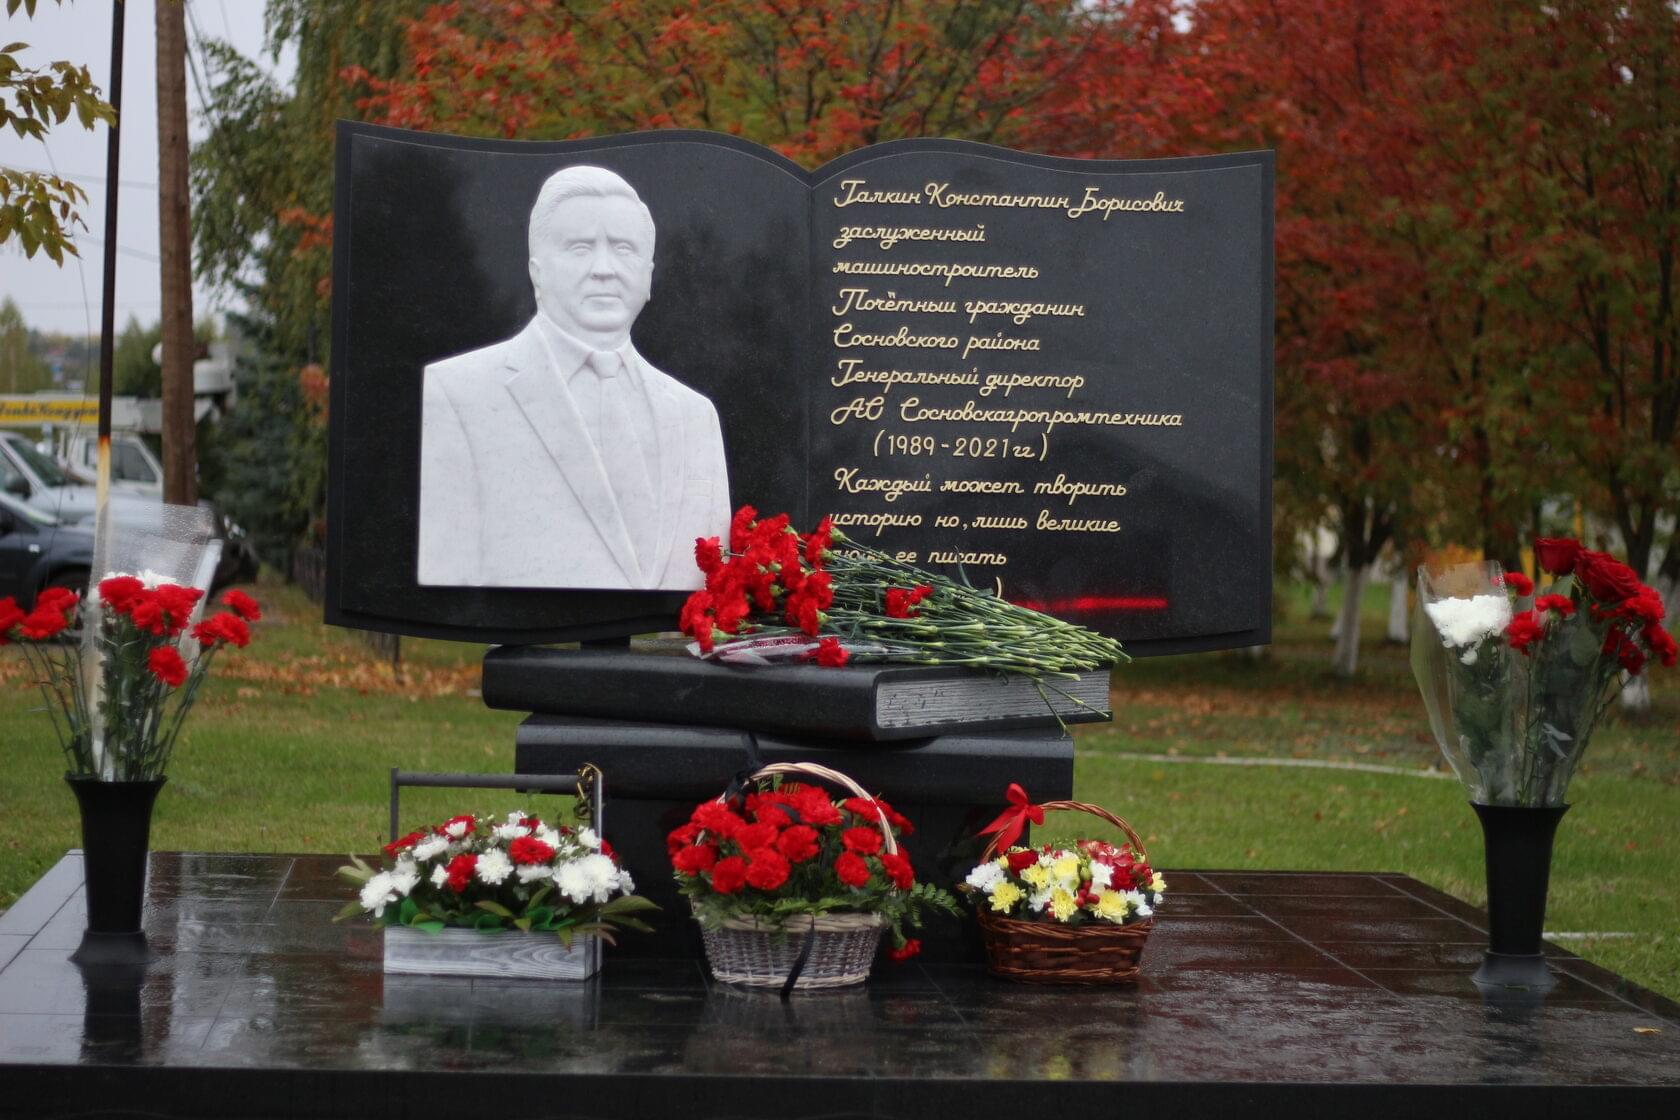 Галкин Константин Борисович
заслуженный
машиностроитель
Почётный гражданин
Сосновского района
Генеральный директор
АО Сосновскагропромтехника
(1989-2021гг)
Каждый может творить
историю но, лишь великие
ее писать
)